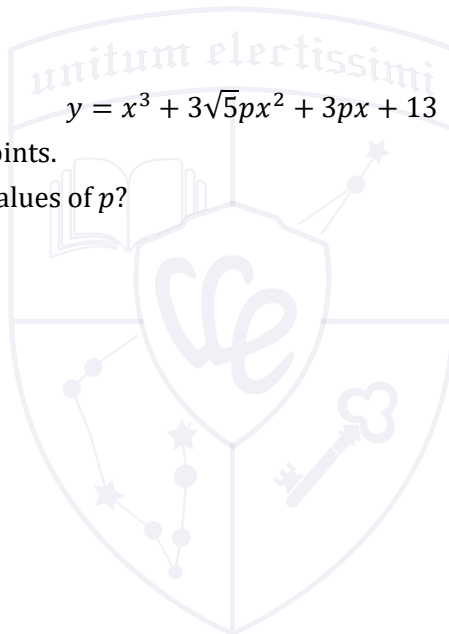 unitum electissimi
y = x³ + 3√5px² + 3px + 13
oints.
alues of p?